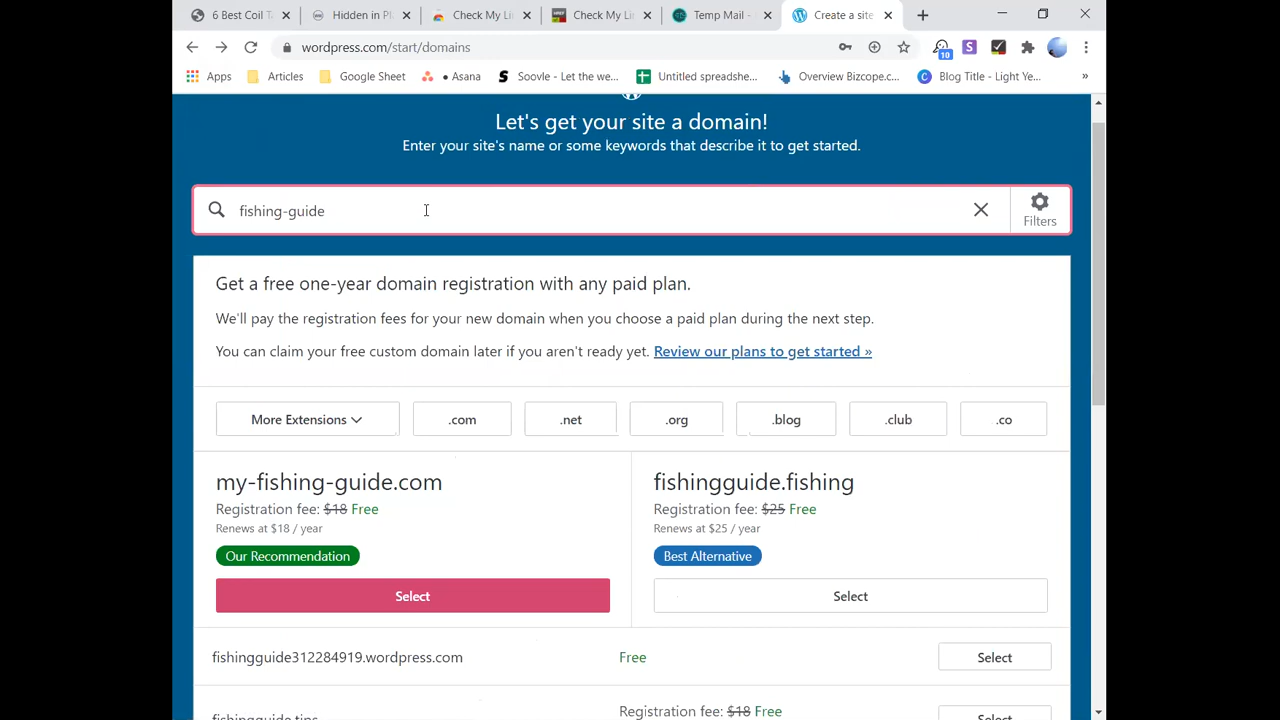 6 Best Coil T
Hidden in Pl
Check My Li
Check My Li
Temp Mail -
Create a site
wordpress.com/start/domains
10
Apps
Articles
Google Sheet
● Asana
Soovle - Let the we...
Untitled spreadshe...
Overview Bizcope.c...
Blog Title - Light Ye...
»
Let's get your site a domain!
Enter your site's name or some keywords that describe it to get started.
fishing-guide
Filters
Get a free one-year domain registration with any paid plan.
We'll pay the registration fees for your new domain when you choose a paid plan during the next step.
You can claim your free custom domain later if you aren't ready yet. Review our plans to get started »
More Extensions
.com
.net
.org
.blog
.club
.co
my-fishing-guide.com
Registration fee: $18 Free
Renews at $18 / year
Our Recommendation
Select
fishingguide.fishing
Registration fee: $25 Free
Renews at $25 / year
Best Alternative
Select
fishingguide312284919.wordpress.com
Free
Select
fishingguide.tips
Registration fee: $18 Free
Select